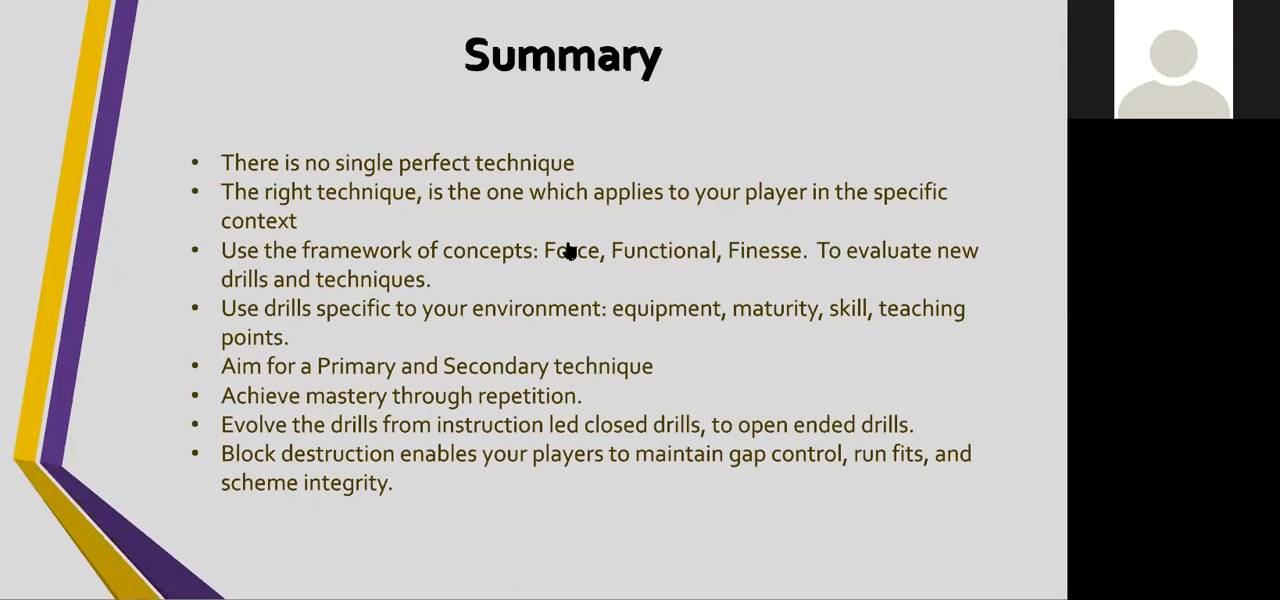 Summary
• There is no single perfect technique
• The right technique, is the one which applies to your player in the specific
context
• Use the framework of concepts: Force, Functional, Finesse. To evaluate new
drills and techniques.
• Use drills specific to your environment: equipment, maturity, skill, teaching
points.
• Aim for a Primary and Secondary technique
• Achieve mastery through repetition.
• Evolve the drills from instruction led closed drills, to open ended drills.
• Block destruction enables your players to maintain gap control, run fits, and
scheme integrity.